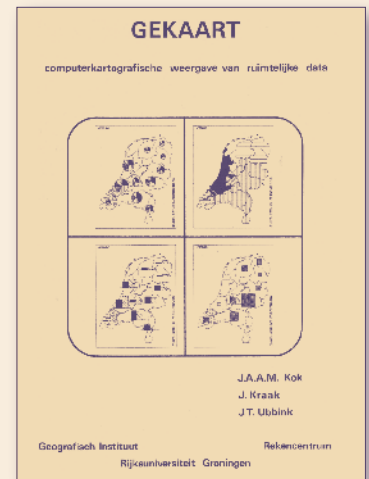 GEKAART
computerkartografische weergave van ruimtelijke data
J.A.A.M. Kok
J. Kraak
J.T. Ubbink
Geografisch Instituut Rekencentrum
Rijksuniversiteit Groningen